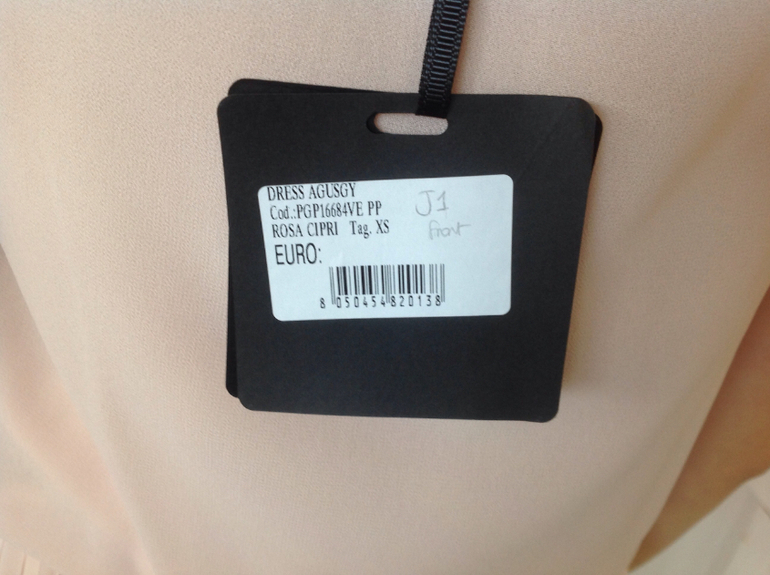 DRESS AGUSGY
Cod.:PGP16684VE PP
ROSA CIPRI Tag. XS
EURO:
J1
front
8 050454 820138